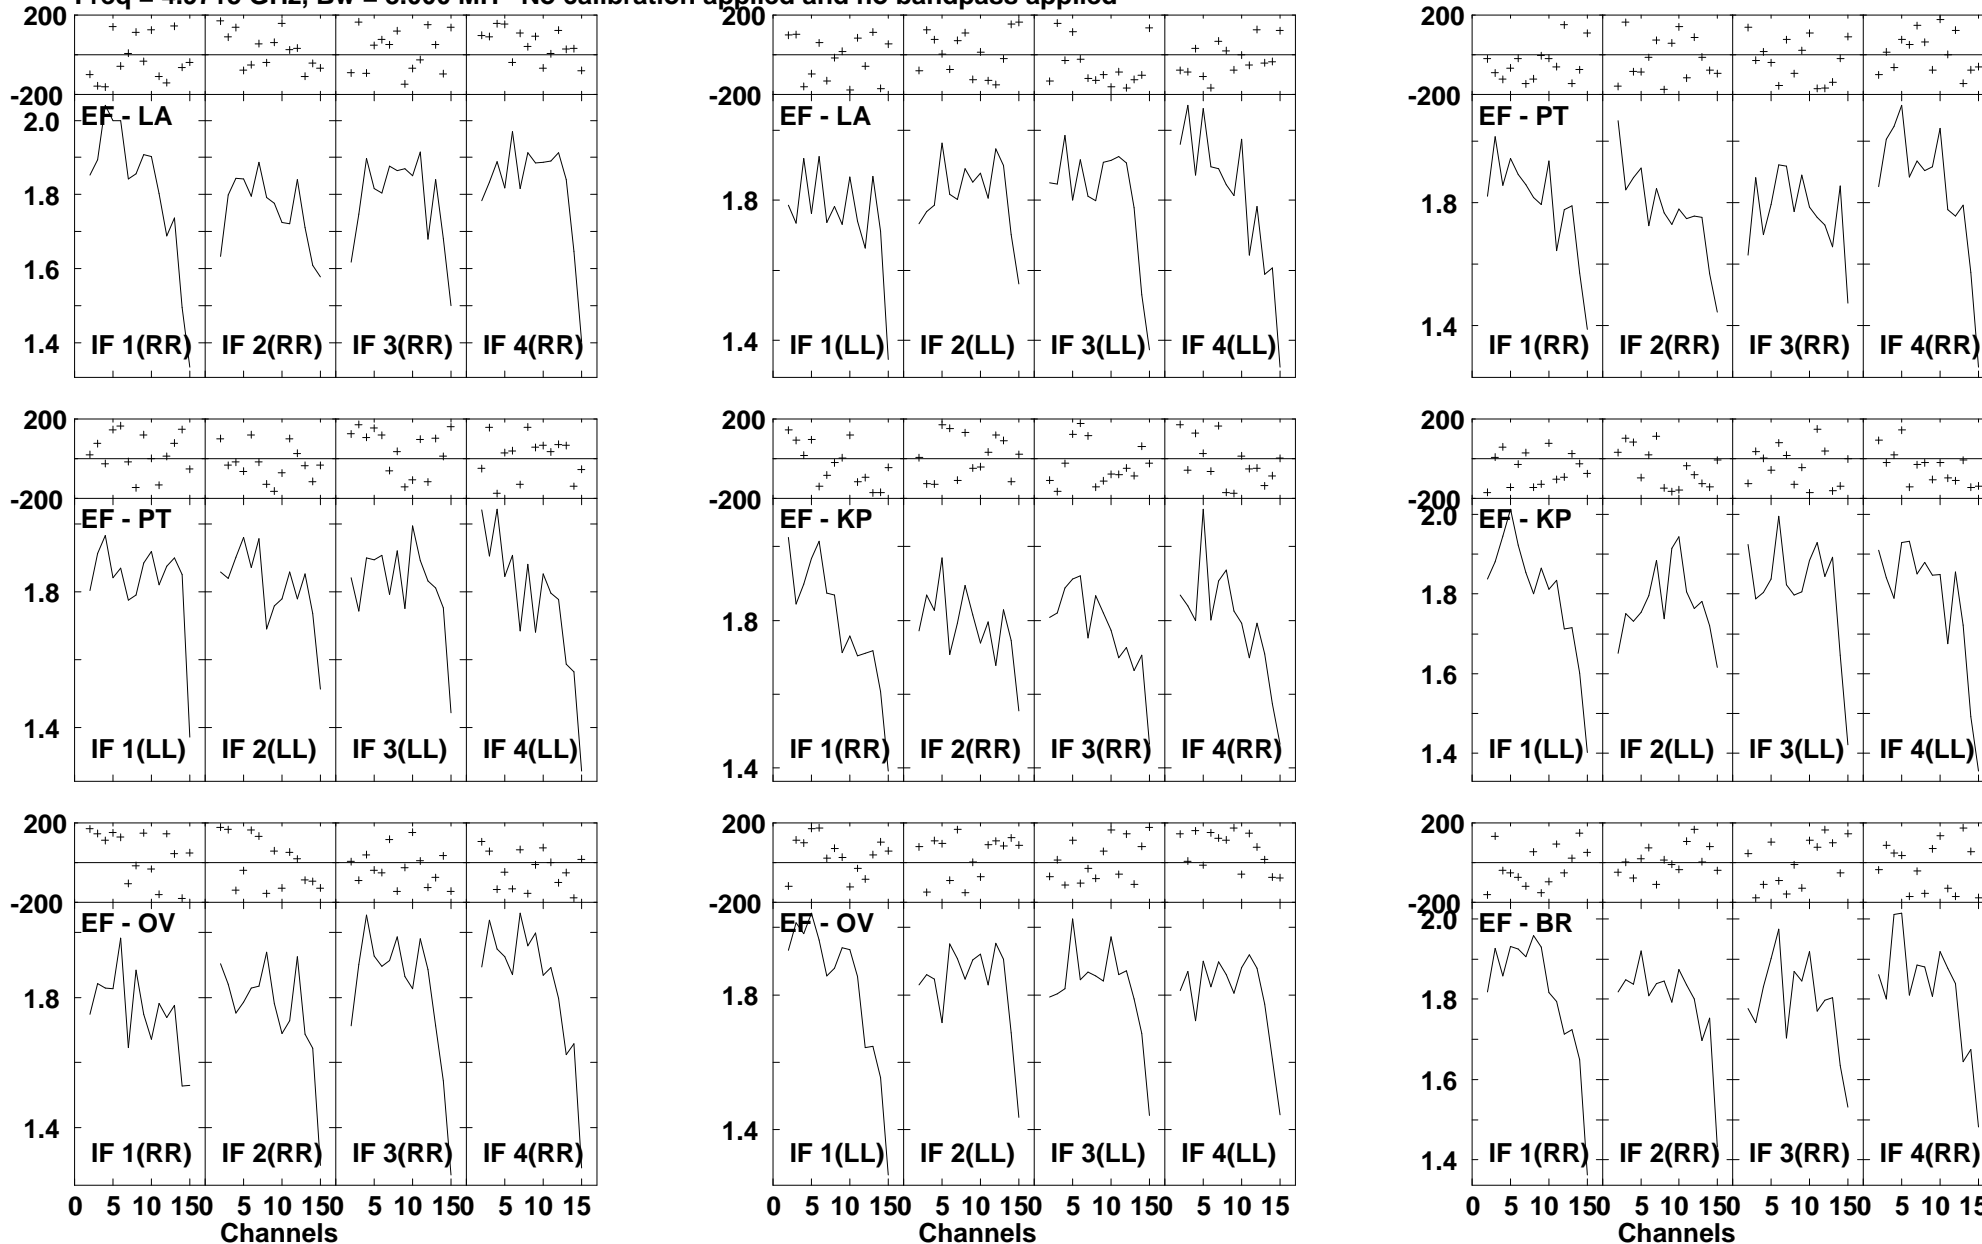 No calibration applied and no bandpass applied
200 200 200
-200 -200 -200
EF - LA EF - LA EF - PT
2.0
1.8 1.8 1.8
1.6
1.4 1.4 1.4
IF 1(RR) IF 2(RR) IF 3(RR) IF 4(RR) IF 1(LL) IF 2(LL) IF 3(LL) IF 4(LL) IF 1(RR) IF 2(RR) IF 3(RR) IF 4(RR)
200 200 200
-200 -200 -200
2.0
EF - PT EF - KP EF - KP
1.8 1.8 1.8
1.6
1.4 1.4 1.4
IF 1(LL) IF 2(LL) IF 3(LL) IF 4(LL) IF 1(RR) IF 2(RR) IF 3(RR) IF 4(RR) IF 1(LL) IF 2(LL) IF 3(LL) IF 4(LL)
200 200 200
-200 -200 -200
2.0
EF - OV EF - OV EF - BR
1.8 1.8 1.8
1.6
1.4 1.4 1.4
IF 1(RR) IF 2(RR) IF 3(RR) IF 4(RR) IF 1(LL) IF 2(LL) IF 3(LL) IF 4(LL) IF 1(RR) IF 2(RR) IF 3(RR) IF 4(RR)
0 5 10 150 5 10 150 5 10 150 5 10 15 0 5 10 150 5 10 150 5 10 150 5 10 15 0 5 10 150 5 10 150 5 10 150 5 10
Channels Channels Channels